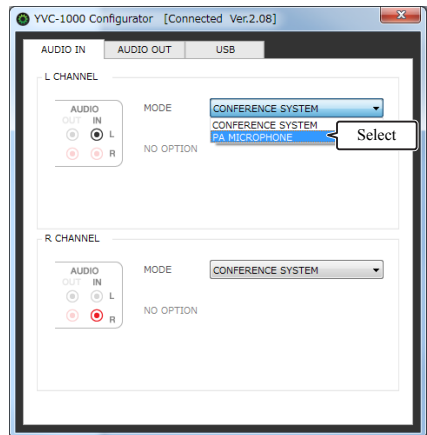 YVC-1000 Configurator [Connected Ver.2.08]
x
AUDIO IN AUDIO OUT USB
L CHANNEL
AUDIO
OUT IN
L
R
MODE
CONFERENCE SYSTEM
CONFERENCE SYSTEM
PA MICROPHONE
Select
NO OPTION
R CHANNEL
AUDIO
OUT IN
L
R
MODE
CONFERENCE SYSTEM
NO OPTION